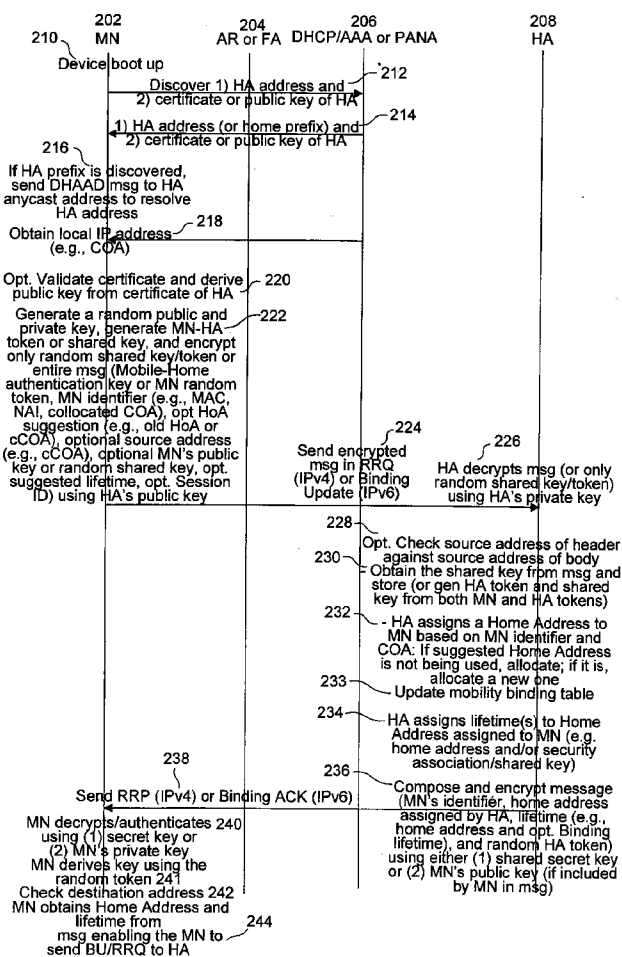 202
MN
204
AR or FA
206
DHCP/AAA or PANA
208
HA
210
Device boot up
212
Discover 1) HA address and
2) certificate or public key of HA
214
1) HA address (or home prefix) and
2) certificate or public key of HA
216
If HA prefix is discovered,
send DHAAD msg to HA
anycast address to resolve
HA address
218
Obtain local IP address
(e.g., COA)
Opt. Validate certificate and derive
public key from certificate of HA
220
Generate a random public and
private key, generate MN-HA
token or shared key, and encrypt
only random shared key/token or
entire msg (Mobile-Home
authentication key or MN random
token, MN identifier (e.g., MAC,
NAI, collocated COA), opt HoA
suggestion (e.g., old HoA or
cCOA), optional source address
(e.g., cCOA), optional MN's public
key or random shared key, opt.
suggested lifetime, opt. Session
ID) using HA's public key
222
224
Send encrypted
msg in RRQ
(IPv4) or Binding
Update (IPv6)
226
HA decrypts msg (or only
random shared key/token)
using HA's private key
228
Opt. Check source address of header
against source address of body
230
- Obtain the shared key from msg and
store (or gen HA token and shared
key from both MN and HA tokens)
232
- HA assigns a Home Address to
MN based on MN identifier and
COA: If suggested Home Address
is not being used, allocate; if it is,
allocate a new one
233
Update mobility binding table
234
HA assigns lifetime(s) to Home
Address assigned to MN (e.g.
home address and/or security
association/shared key)
236
Compose and encrypt message
(MN's identifier, home address
assigned by HA, lifetime (e.g.,
home address and opt. Binding
lifetime), and random HA token)
using either (1) shared secret key
or (2) MN's public key (if included
by MN in msg)
238
Send RRP (IPv4) or Binding ACK (IPv6)
MN decrypts/authenticates 240
using (1) secret key or
(2) MN's private key
MN derives key using the
random token 241
Check destination address 242
MN obtains Home Address and
lifetime from
msg enabling the MN to
send BU/RRQ to HA
244